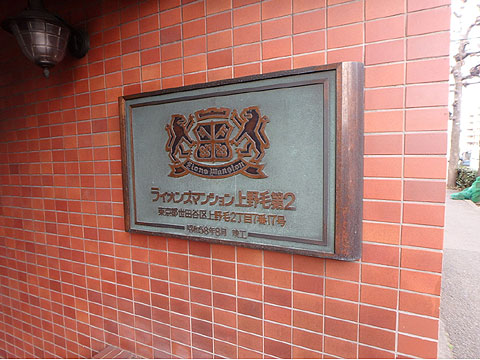 Lions Mansion
ライオンズマンション上野毛第2
東京都世田谷区上野毛2丁目7番17号
昭和58年8月 竣工